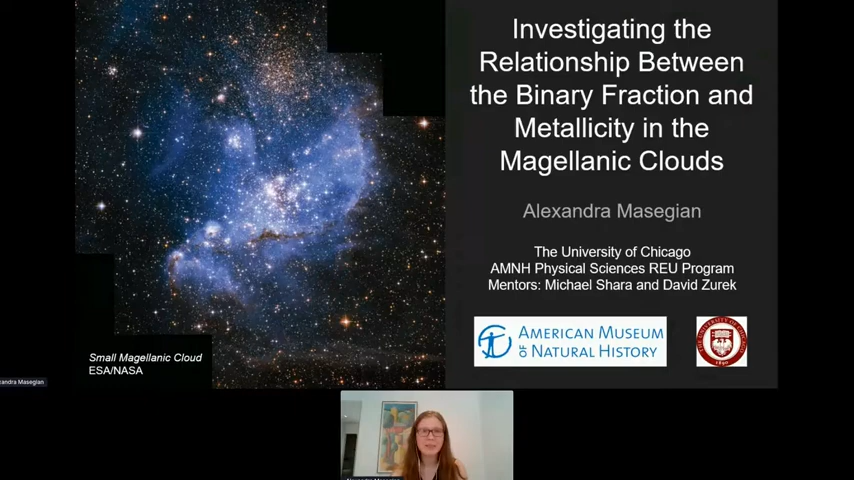 Investigating the
Relationship Between
the Binary Fraction and
Metallicity in the
Magellanic Clouds
Alexandra Masegian
The University of Chicago
AMNH Physical Sciences REU Program
Mentors: Michael Shara and David Zurek
AMERICAN MUSEUM
OF NATURAL HISTORY
Small Magellanic Cloud
ESA/NASA
xandra Masegian